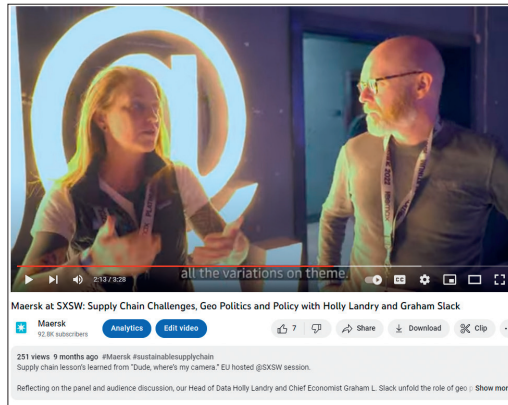 @
PLATINUM
2022
all the variations on theme.
2:13 / 3:28
CC
Maersk at SXSW: Supply Chain Challenges, Geo Politics and Policy with Holly Landry and Graham Slack
Maersk
92.8K subscribers
Analytics
Edit video
7
Share
Download
Clip
251 views 9 months ago #Maersk #sustainablesupplychain
Supply chain lesson's learned from "Dude, where's my camera." EU hosted @SXSW session.
Reflecting on the panel and audience discussion, our Head of Data Holly Landry and Chief Economist Graham L. Slack unfold the role of geo p Show mor